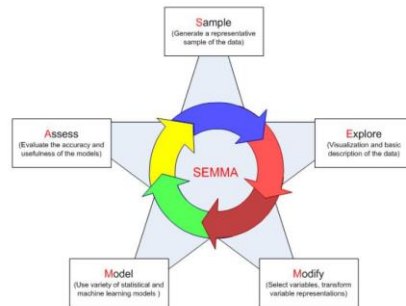 Sample
(Generate a representative
sample of the data)
Assess
(Evaluate the accuracy and
usefulness of the models)
Explore
(Visualization and basic
description of the data)
SEMMA
Model
(Use variety of statistical and
machine learning models )
Modify
(Select variables, transform
variable representations)